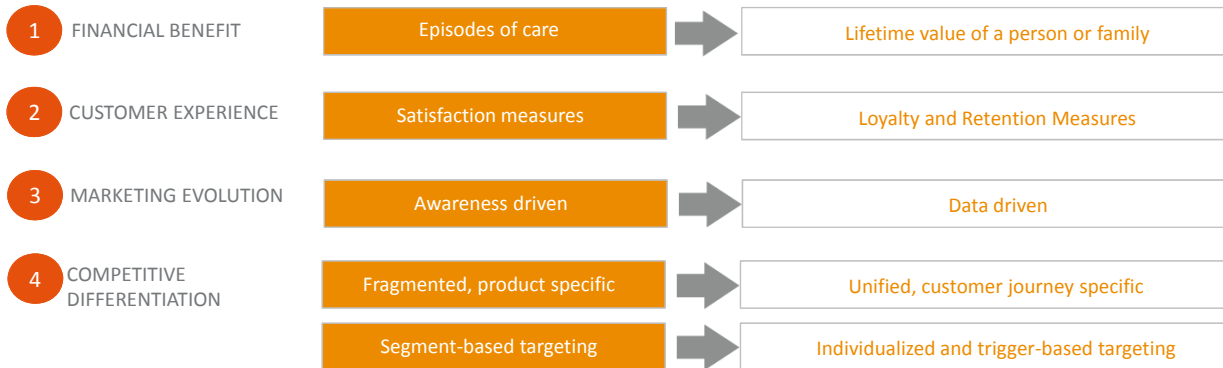 1 FINANCIAL BENEFIT Episodes of care Lifetime value of a person or family
2 CUSTOMER EXPERIENCE Satisfaction measures Loyalty and Retention Measures
3 MARKETING EVOLUTION Awareness driven Data driven
4 COMPETITIVE
DIFFERENTIATION
Fragmented, product specific Unified, customer journey specific
Segment-based targeting Individualized and trigger-based targeting